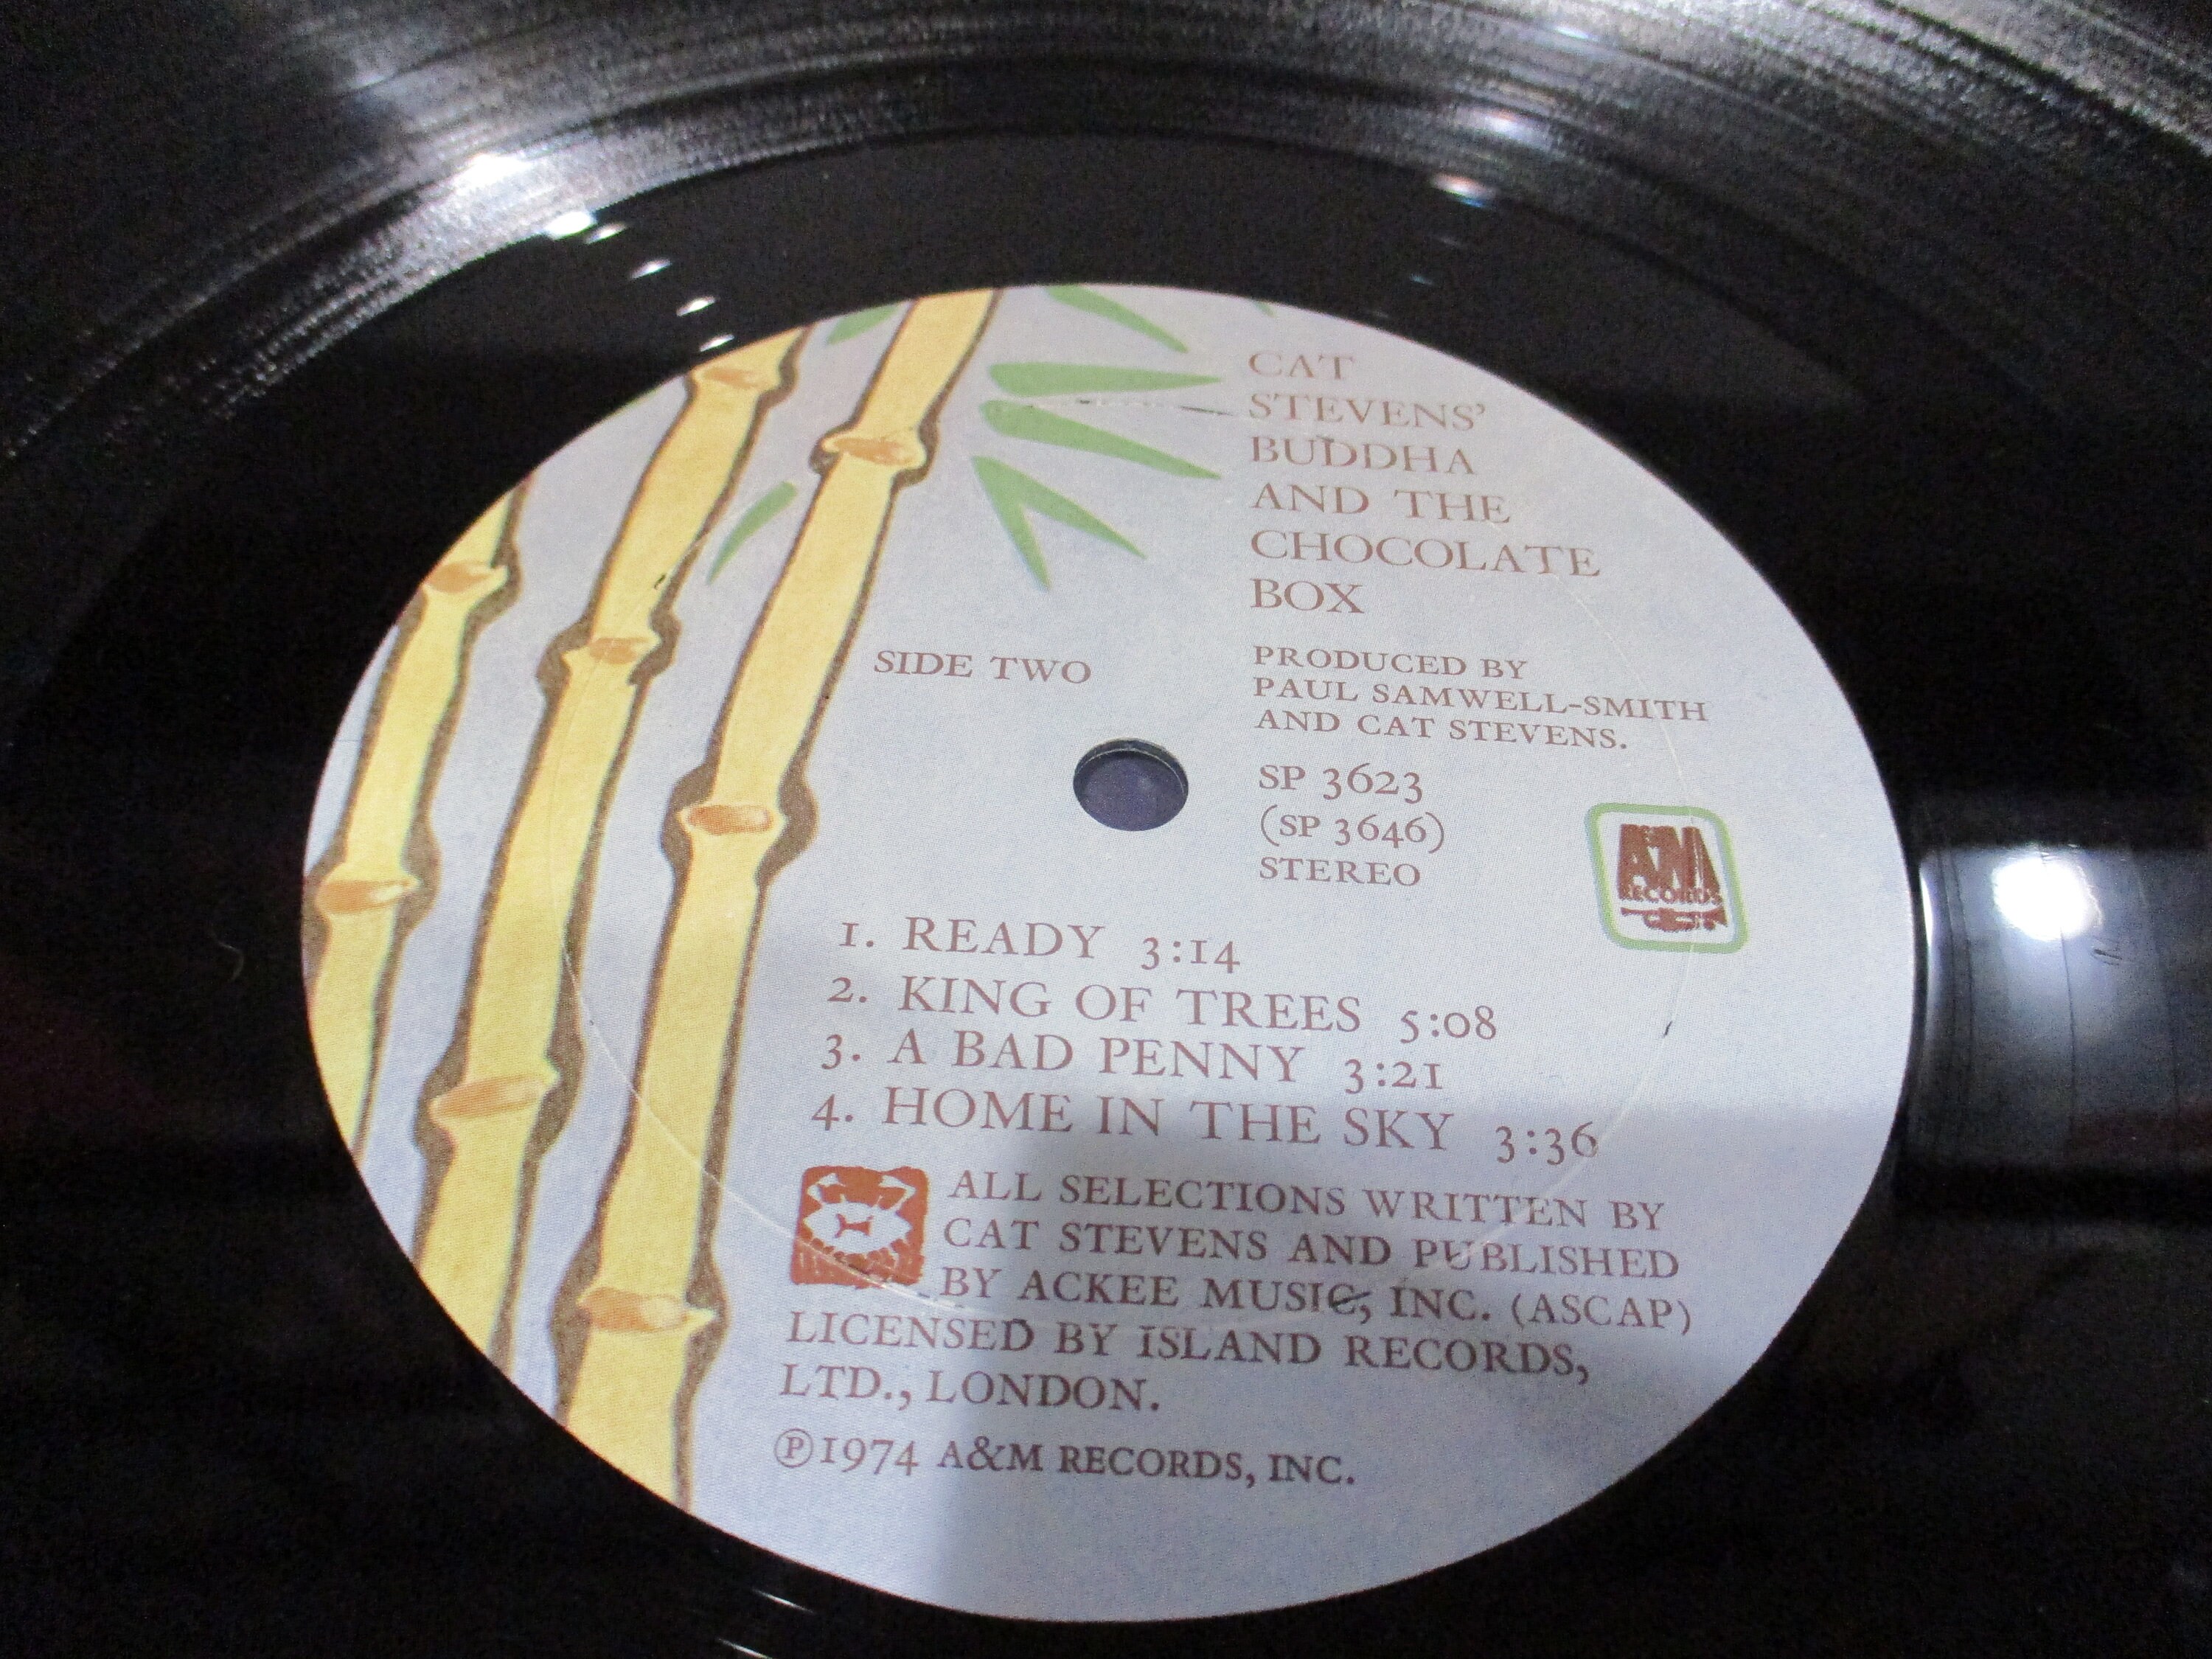 CAT
STEVENS'
BUDDHA
AND THE
CHOCOLATE
BOX
SIDE TWO
PRODUCED BY
PAUL SAMWELL-SMITH
AND CAT STEVENS.
SP 3623
(SP 3646)
STEREO
A&M
RECORDS
1. READY 3:14
2. KING OF TREES 5:08
3. A BAD PENNY 3:21
4. HOME IN THE SKY 3:36
ALL SELECTIONS WRITTEN BY
CAT STEVENS AND PUBLISHED
BY ACKEE MUSIC, INC. (ASCAP)
LICENSED BY ISLAND RECORDS,
LTD., LONDON.
℗1974 A&M RECORDS, INC.